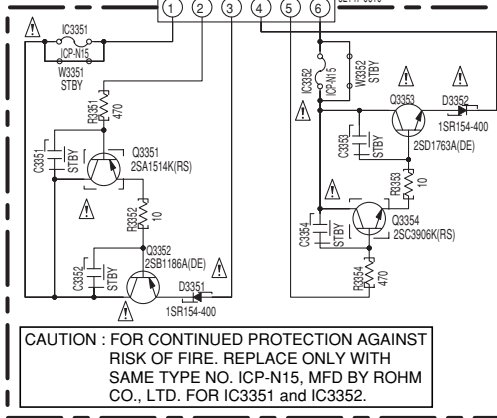 1 2 3 4 5 6
IC3351
ICP-N15
W3351
STBY
R3351
470
C3351
STBY
Q3351
2SA1514K(RS)
R3352
10
Q3352
2SB1186A(DE)
C3352
STBY
D3351
1SR154-400
IC3352
ICP-N15
W3352
STBY
Q3353
2SD1763A(DE)
D3352
1SR154-400
C3353
STBY
R3353
10
Q3354
2SC3906K(RS)
C3354
STBY
R3354
470
CAUTION : FOR CONTINUED PROTECTION AGAINST
RISK OF FIRE. REPLACE ONLY WITH
SAME TYPE NO. ICP-N15, MFD BY ROHM
CO., LTD. FOR IC3351 and IC3352.